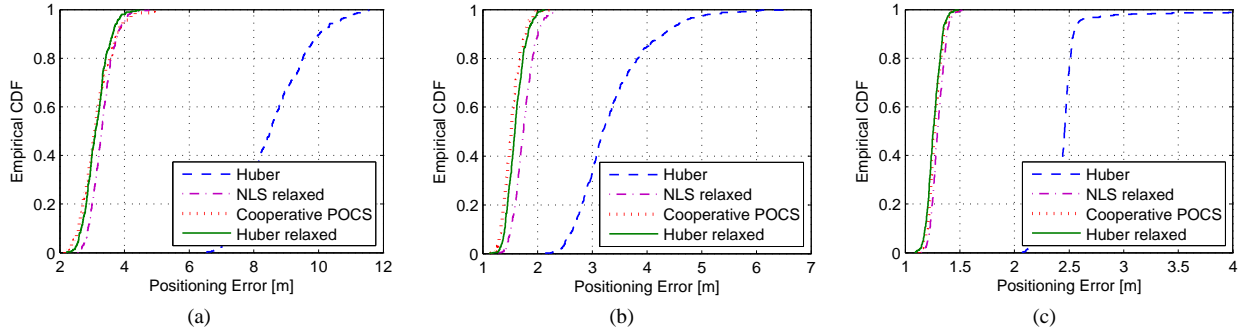 1
0.8
0.6
0.4
0.2
0
Empirical CDF
2 4 6 8 10 12
Positioning Error [m]
Huber
NLS relaxed
Cooperative POCS
Huber relaxed
(a)
1
0.8
0.6
0.4
0.2
0
Empirical CDF
1 2 3 4 5 6 7
Positioning Error [m]
Huber
NLS relaxed
Cooperative POCS
Huber relaxed
(b)
1
0.8
0.6
0.4
0.2
0
Empirical CDF
1 1.5 2 2.5 3 3.5 4
Positioning Error [m]
Huber
NLS relaxed
Cooperative POCS
Huber relaxed
(c)